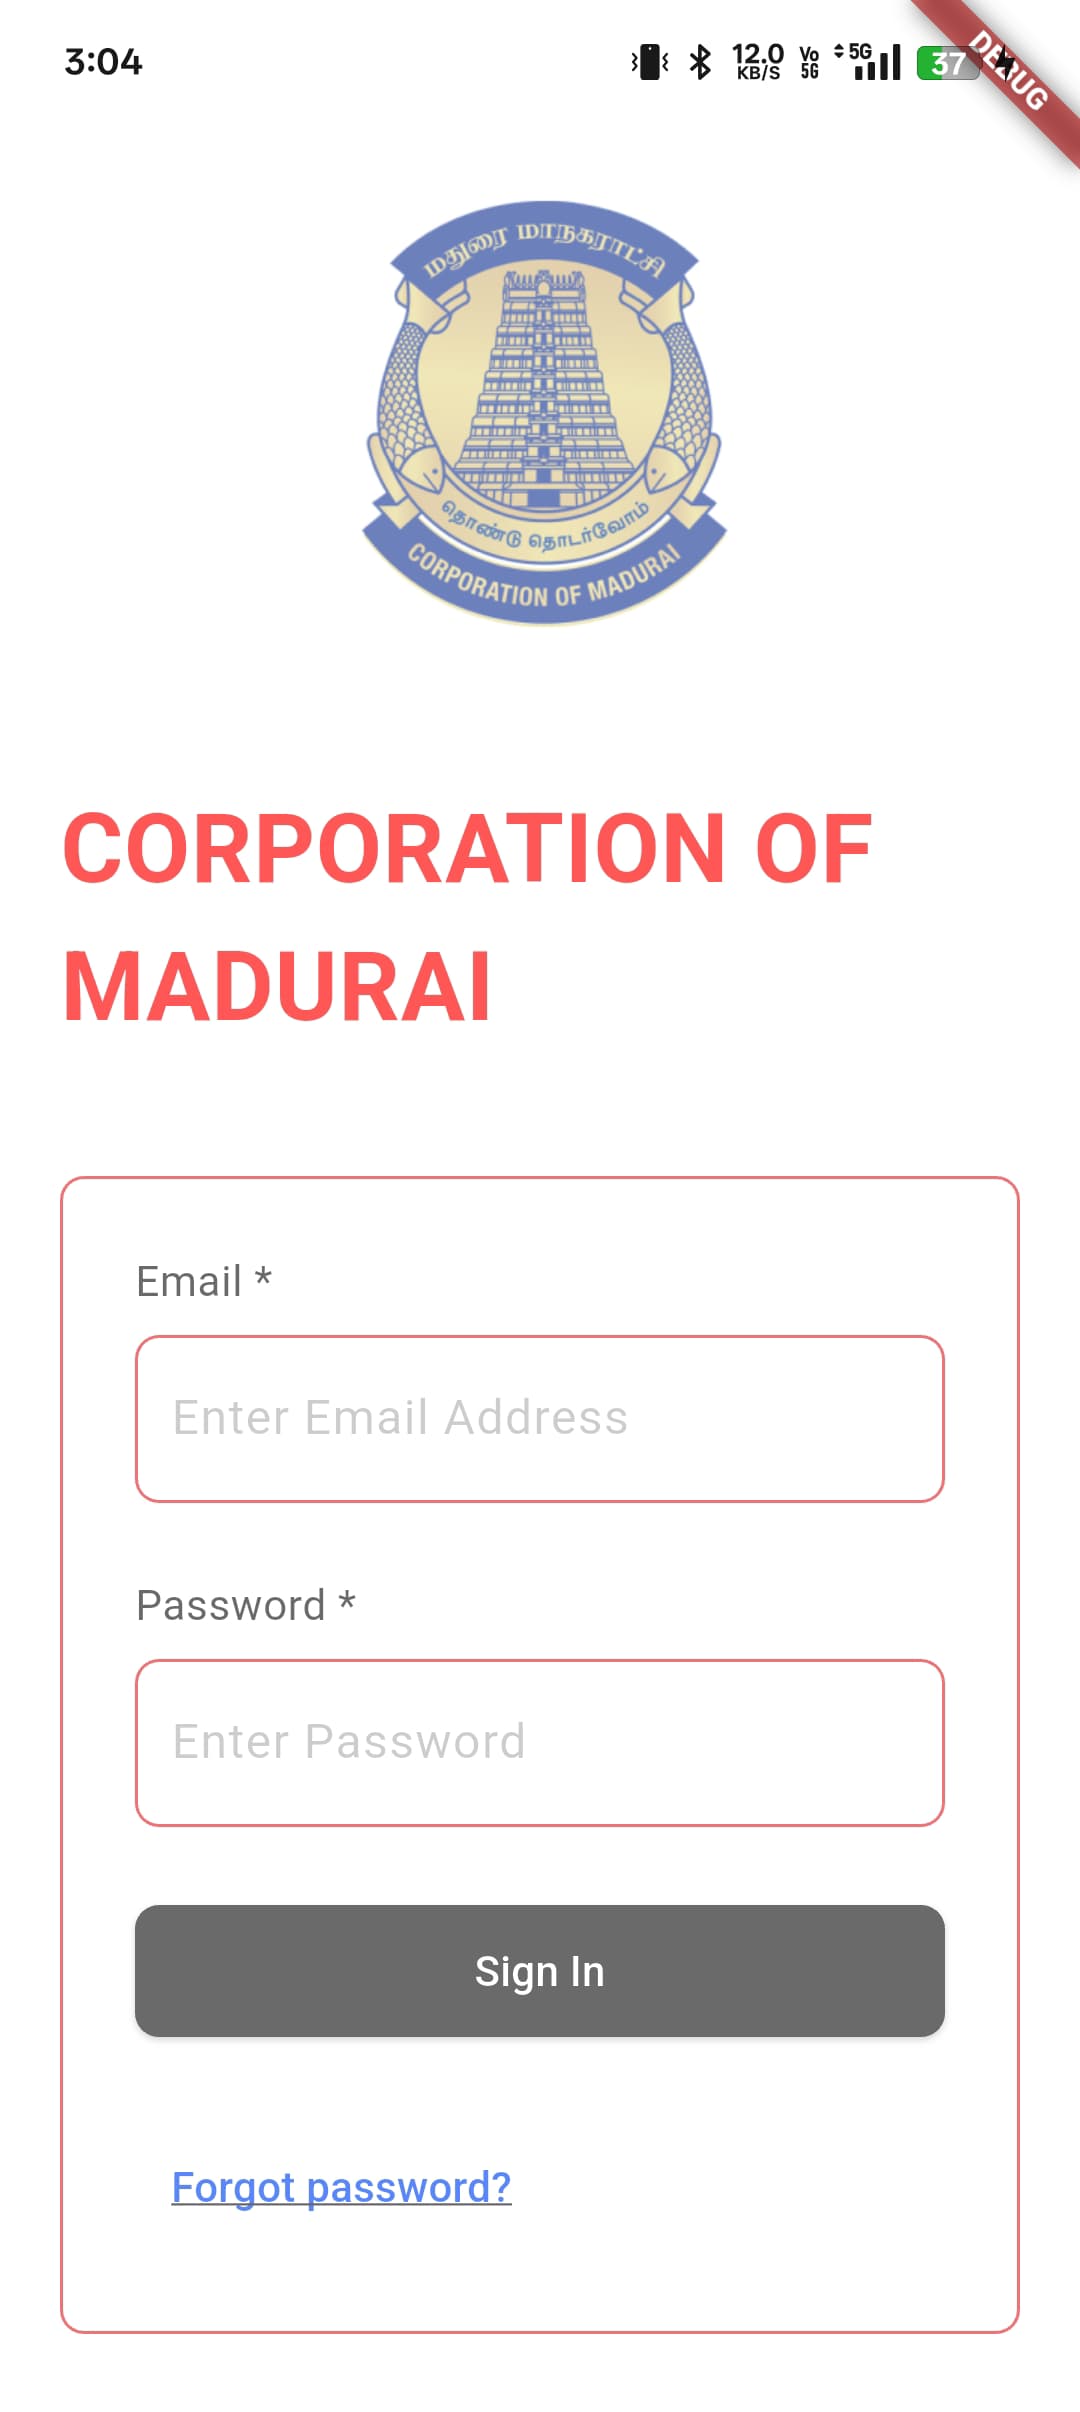 3:04
12.0
KB/S
Vo
5G
5G
37
DEBUG
மதுரை மாநகராட்சி
தொண்டு தொடர்வோம்
CORPORATION OF MADURAI
CORPORATION OF
MADURAI
Email *
Enter Email Address
Password *
Enter Password
Sign In
Forgot password?